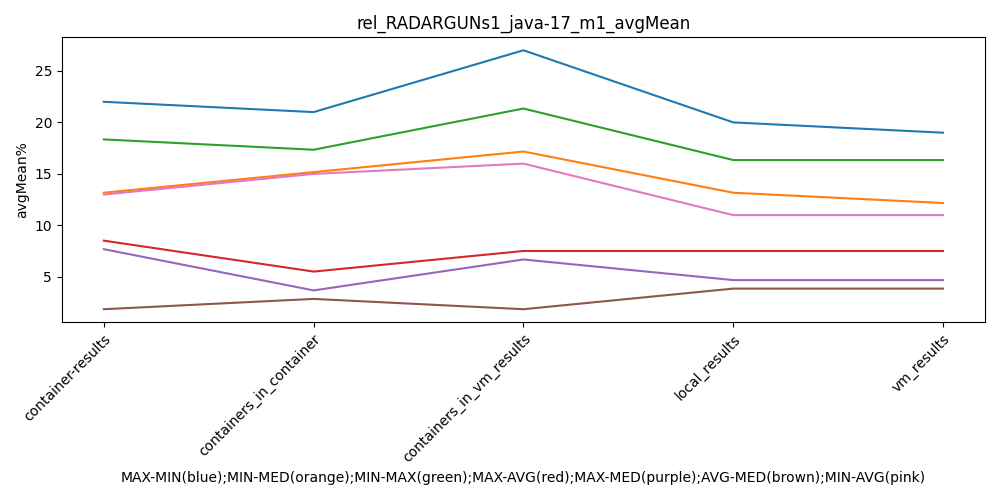 rel_RADARGUNs1_java-17_m1_avgMean
avgMean%
25
20
15
10
5
container-results
containers_in_container
containers_in_vm_results
local_results
vm_results
MAX-MIN(blue);MIN-MED(orange);MIN-MAX(green);MAX-AVG(red);MAX-MED(purple);AVG-MED(brown);MIN-AVG(pink)